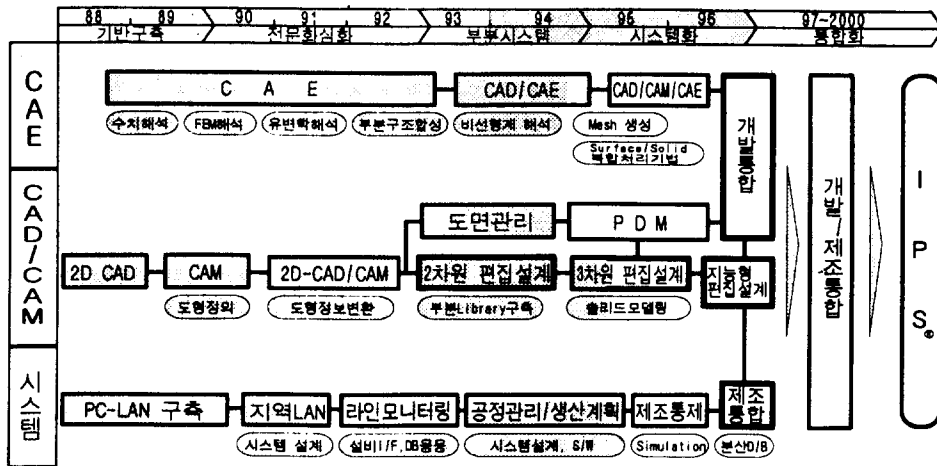 88 89 90 91 92 93 94 95 96 97~2000
기반구축 전문화심화 부분시스템 시스템화 통합화
CAE
C A E
CAD/CAE
CAD/CAM/CAE
수치해석
FEM해석
유변학해석
부분구조합성
비선형계 해석
Mesh 생성
Surface/Solid
복합처리기법
개발통합
CAD/CAM
도면관리
P D M
2D CAD
CAM
2D-CAD/CAM
2차원 편집설계
3차원 편집설계
지능형
편집설계
도형정의
도형정보변환
부분Library구축
솔리드모델링
시스템
PC-LAN 구축
지역LAN
라인모니터링
공정관리/생산계획
제조통제
제조
통합
시스템 설계
설비I/F,DB응용
시스템설계, S/W
Simulation
분산D/B
개발/제조통합
I P S